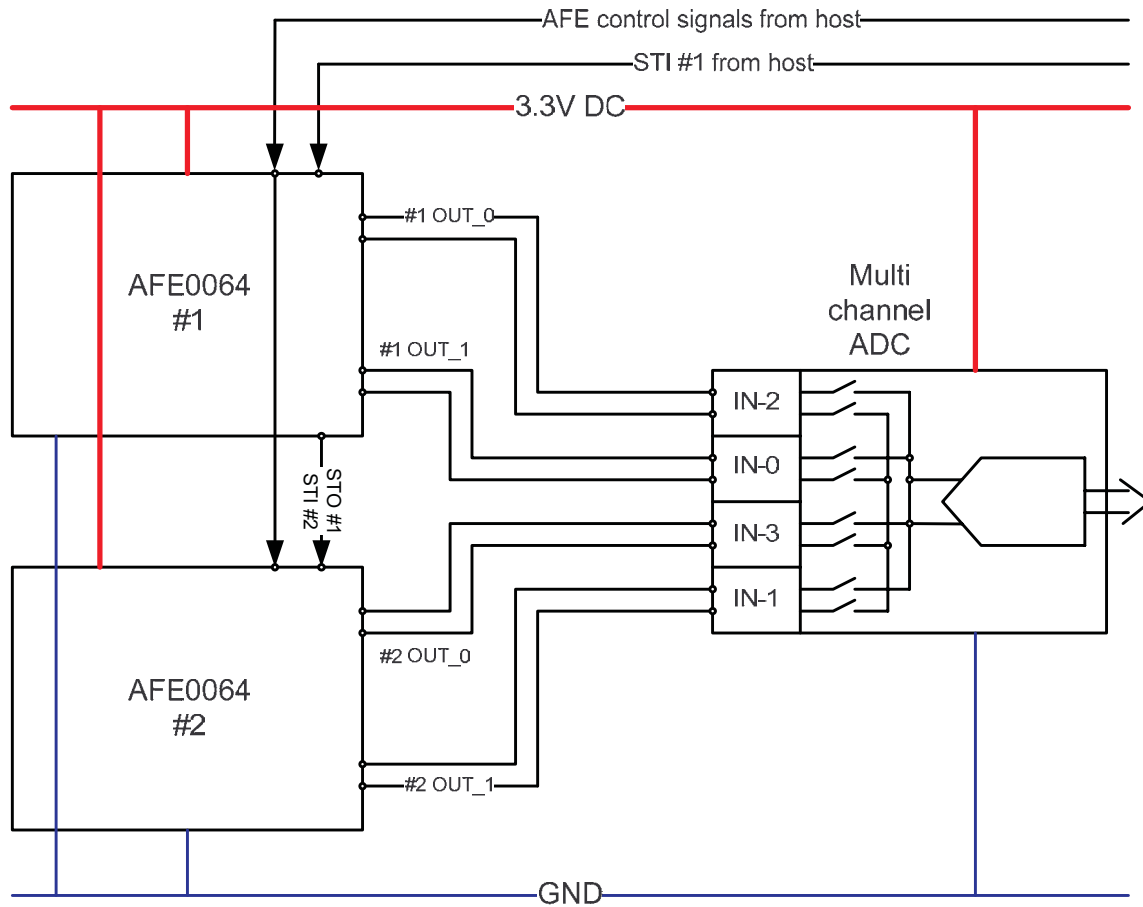 AFE control signals from host
STI #1 from host
3.3V DC
#1 OUT_0
AFE0064
#1
Multi
channel
ADC
#1 OUT_1
IN-2
IN-0
STO #1
STI #2
IN-3
IN-1
#2 OUT_0
AFE0064
#2
#2 OUT_1
GND